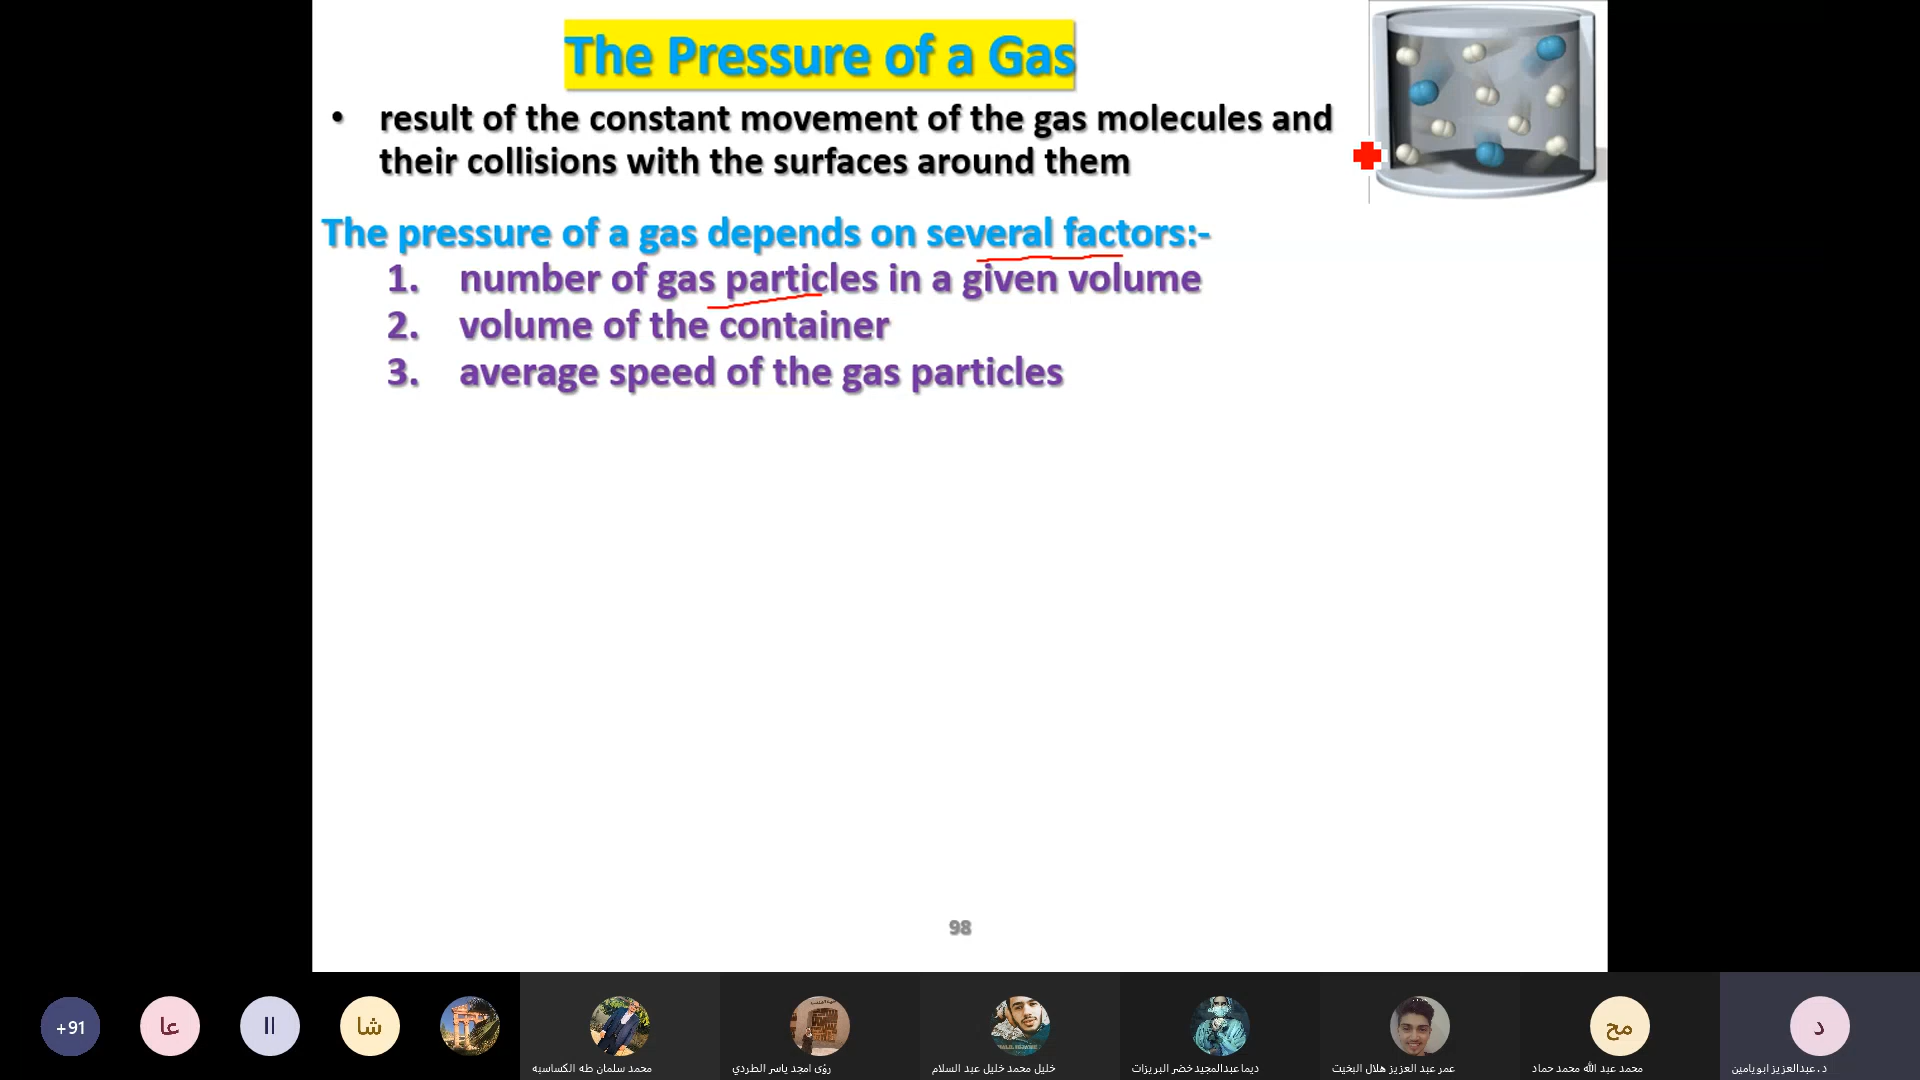 The Pressure of a Gas
• result of the constant movement of the gas molecules and
their collisions with the surfaces around them
The pressure of a gas depends on several factors:-
1. number of gas particles in a given volume
2. volume of the container
3. average speed of the gas particles
98
+91
عا
اا
شا
محمد سلمان طه الكساسبه
رؤى امجد ياسر الطردي
خليل محمد خليل عبد السلام
ديما عبدالمجيد خضر البريزات
عمر عبد العزيز هلال البخيت
مح
محمد عبد الله محمد حماد
د
د.عبدالعزيز ابويامين